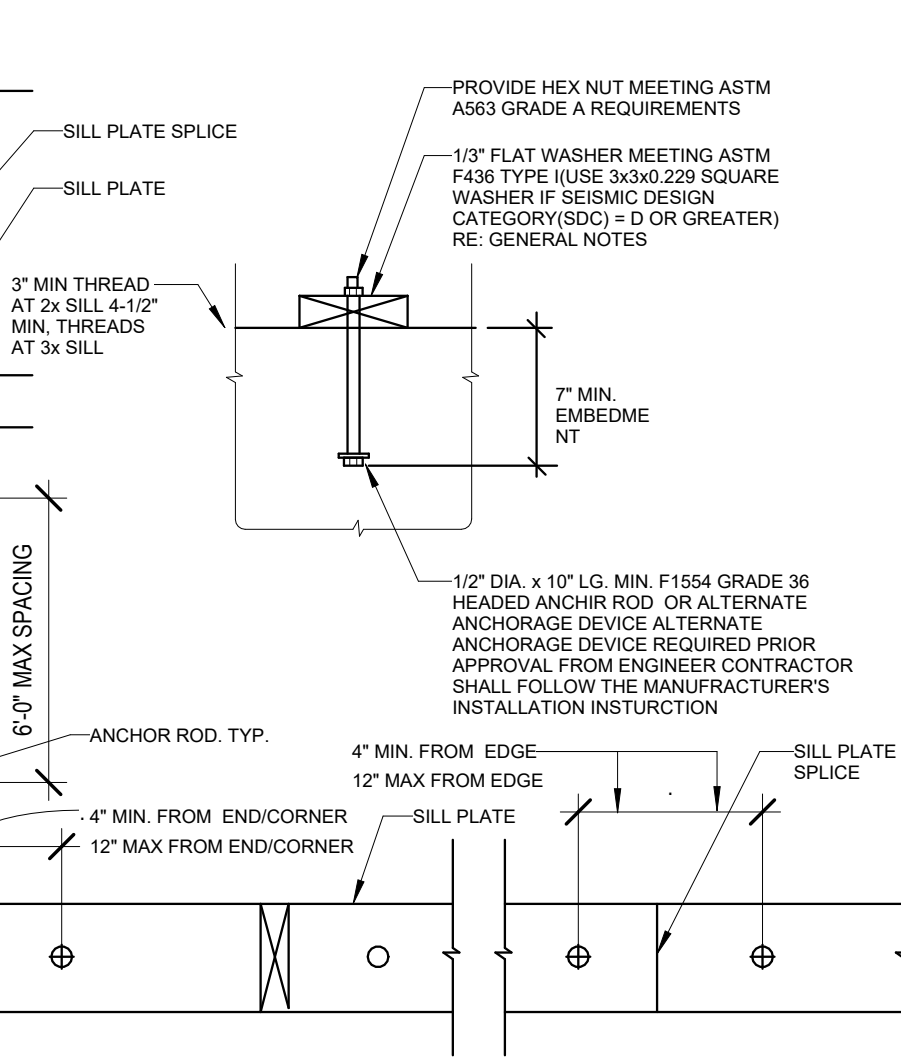 PROVIDE HEX NUT MEETING ASTM
A563 GRADE A REQUIREMENTS
SILL PLATE SPLICE
1/3" FLAT WASHER MEETING ASTM
F436 TYPE I(USE 3x3x0.229 SQUARE
WASHER IF SEISMIC DESIGN
CATEGORY(SDC) = D OR GREATER)
RE: GENERAL NOTES
SILL PLATE
3" MIN THREAD
AT 2x SILL 4-1/2"
MIN, THREADS
AT 3x SILL
7" MIN.
EMBEDME
NT
6'-0" MAX SPACING
1/2" DIA. x 10" LG. MIN. F1554 GRADE 36
HEADED ANCHIR ROD OR ALTERNATE
ANCHORAGE DEVICE ALTERNATE
ANCHORAGE DEVICE REQUIRED PRIOR
APPROVAL FROM ENGINEER CONTRACTOR
SHALL FOLLOW THE MANUFRACTURER'S
INSTALLATION INSTURCTION
ANCHOR ROD. TYP.
4" MIN. FROM EDGE
12" MAX FROM EDGE
SILL PLATE
SPLICE
4" MIN. FROM END/CORNER
12" MAX FROM END/CORNER
SILL PLATE